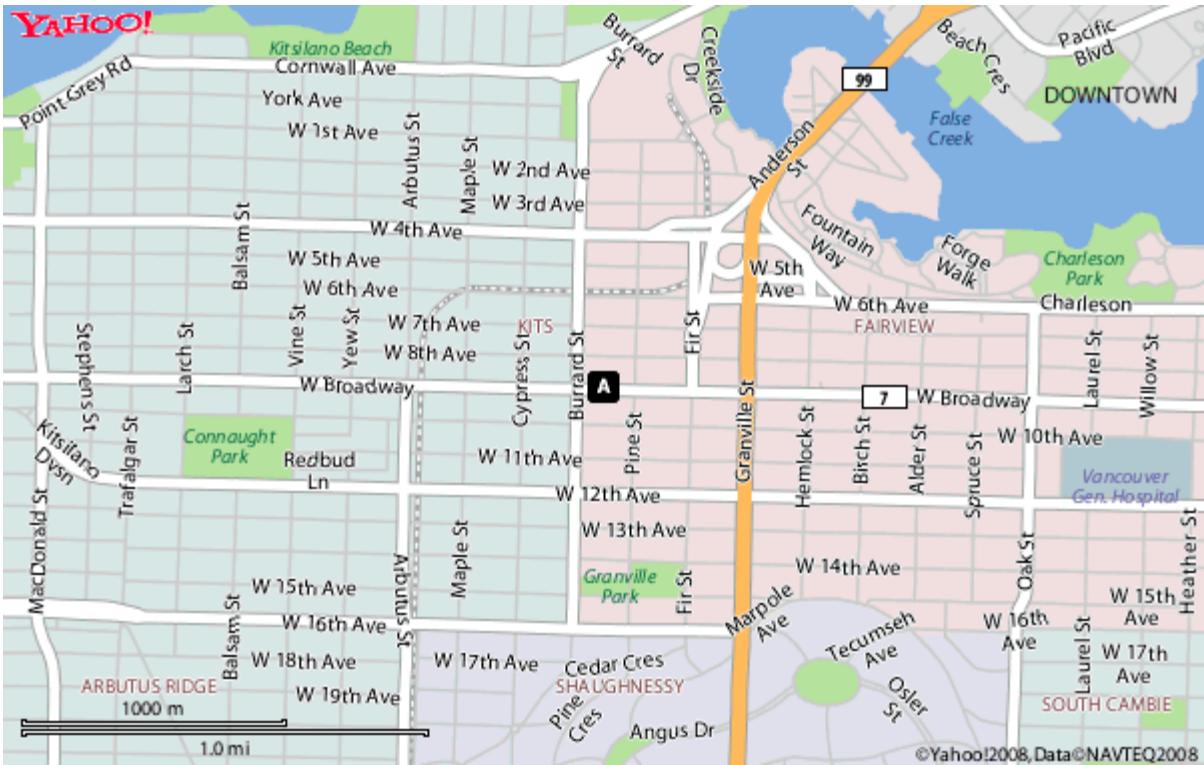 YAHOO!
Kitsilano Beach
Cornwall Ave
Point Grey Rd
York Ave
W 1st Ave
Arbutus St
Maple St
W 2nd Ave
W 3rd Ave
Burrard
St
Creekside
Dr
99
Beach Cres
Pacific
Blvd
DOWNTOWN
False
Creek
Anderson
St
Balsam St
W 4th Ave
W 5th Ave
W 6th Ave
Fountain
Way
Forge
Walk
Charleson
Park
W 5th
Ave
W 6th Ave
Charleson
FAIRVIEW
Stephens St
Larch St
Vine St
Yew St
W 7th Ave
W 8th Ave
KITS
Cypress St
Burrard St
Fir St
Laurel St
Willow St
W Broadway
A
Granville St
7
W Broadway
Kitsilano
Dvsn
Trafalgar St
Connaught
Park
Redbud
Ln
W 11th Ave
Pine St
Hemlock St
Birch St
Alder St
Spruce St
W 10th Ave
Vancouver
Gen. Hospital
W 12th Ave
W 13th Ave
MacDonald St
Arbutus St
Maple St
Granville
Park
Fir St
W 14th Ave
Oak St
Heather St
W 15th Ave
W 15th
Ave
Balsam St
W 16th Ave
Marpole
Ave
W 16th
Ave
Tecumseh
Ave
Laurel St
W 17th
Ave
W 18th Ave
W 17th Ave
Cedar Cres
ARBUTUS RIDGE
W 19th Ave
SHAUGHNESSY
Pine
Cres
Angus Dr
Osler
St
SOUTH CAMBIE
1000 m
1.0 mi
©Yahoo!2008, Data©NAVTEQ2008